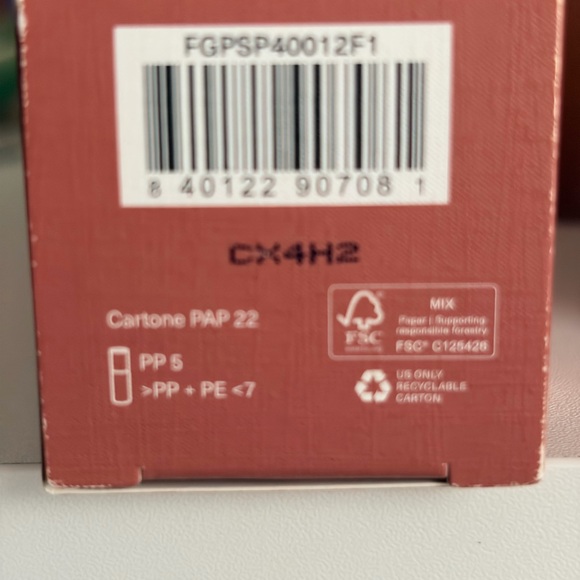 FGPSP40012F1
8 40122 90708 1
CX4H2
Cartone PAP 22
PP 5
>PP + PE <7
FSC
MIX
Paper | Supporting
responsible forestry
FSC® C125426
US ONLY
RECYCLABLE
CARTON